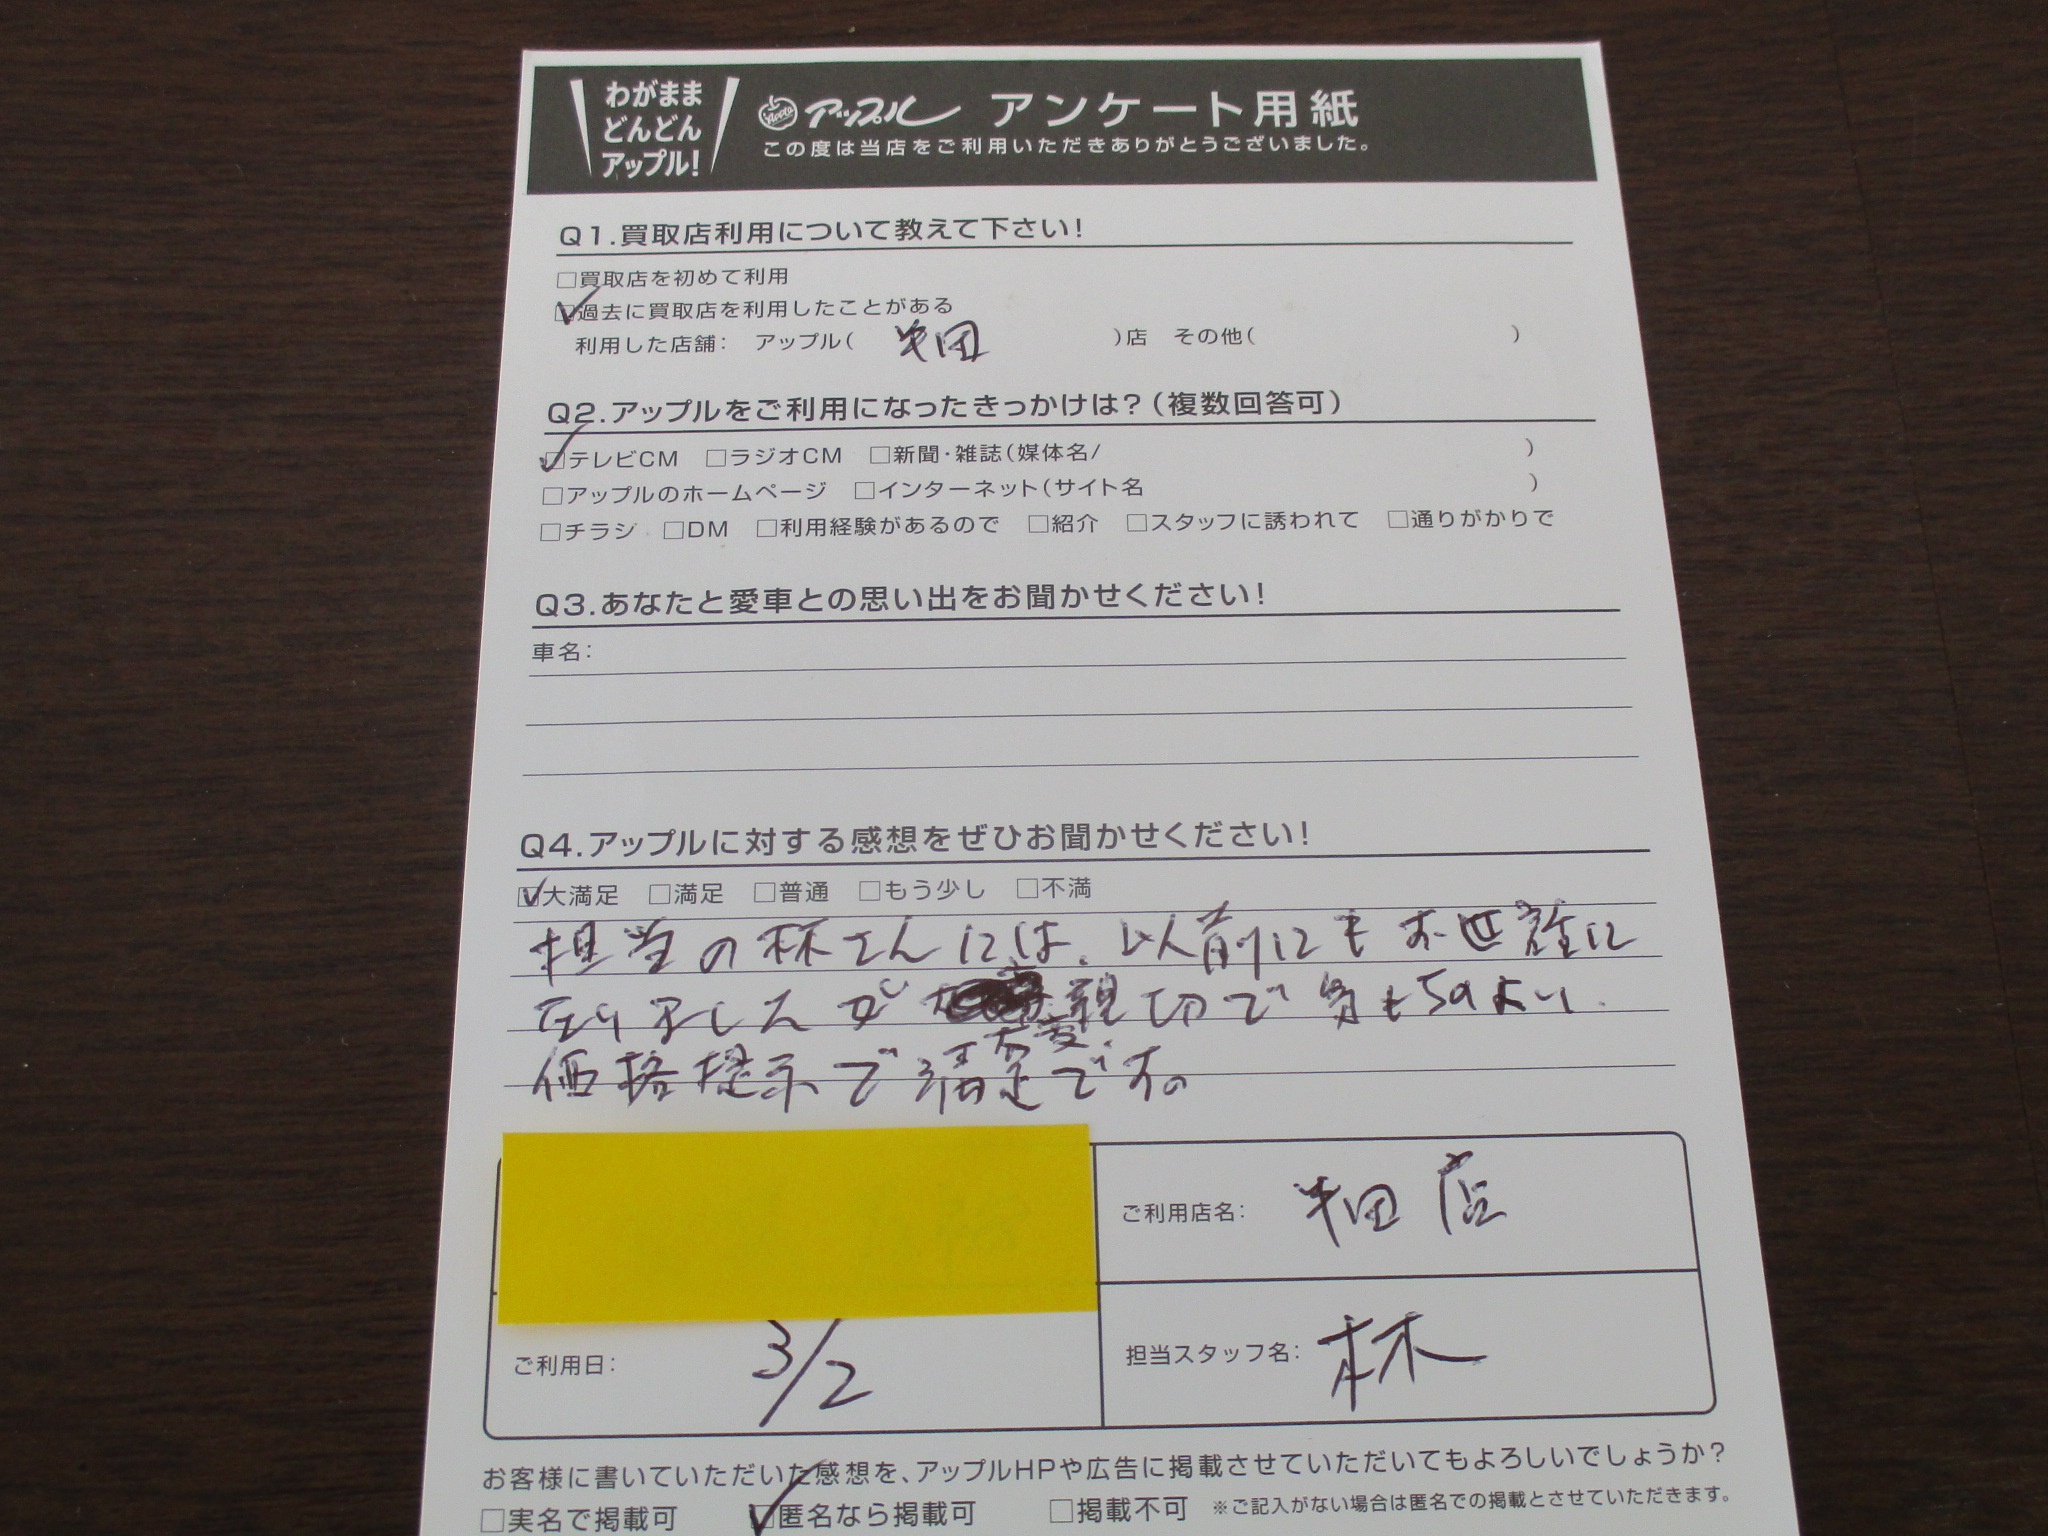 わがまま
どんどん
アップル!
Apple アップル アンケート用紙
この度は当店をご利用いただきありがとうございました。
Q1.買取店利用について教えて下さい!
□買取店を初めて利用
☑過去に買取店を利用したことがある
利用した店舗: アップル( 半田 )店 その他( )
Q2.アップルをご利用になったきっかけは?(複数回答可)
☑テレビCM □ラジオCM □新聞・雑誌(媒体名/ )
□アップルのホームページ □インターネット(サイト名 )
□チラシ □DM □利用経験があるので □紹介 □スタッフに誘われて □通りがかりで
Q3.あなたと愛車との思い出をお聞かせください!
車名:
Q4.アップルに対する感想をぜひお聞かせください!
☑大満足 □満足 □普通 □もう少し □不満
担当の林さんには、以前にもお世話に
なりましたが 親切で気もちのよい、
価格提示で大変満足です。
ご利用店名: 半田店
ご利用日: 3/2
担当スタッフ名: 林
お客様に書いていただいた感想を、アップルHPや広告に掲載させていただいてもよろしいでしょうか?
□実名で掲載可 ☑匿名なら掲載可 □掲載不可 ※ご記入がない場合は匿名での掲載とさせていただきます。